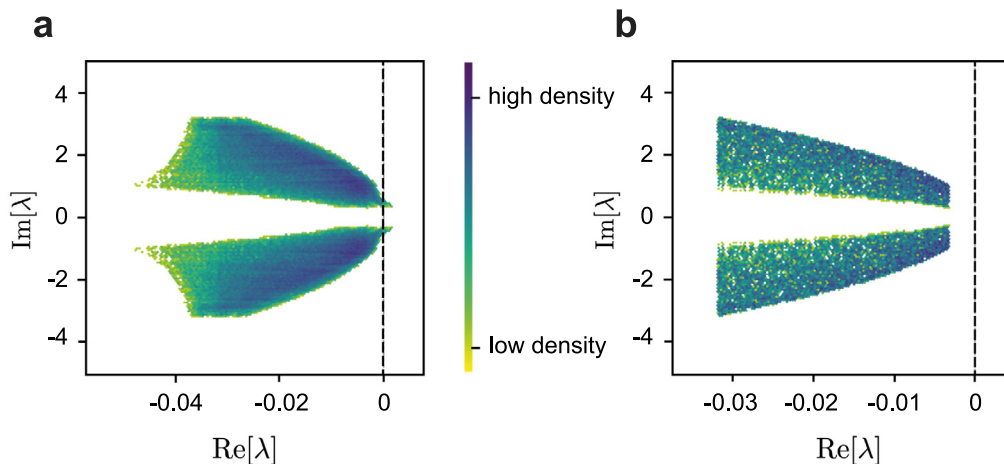 a
b
4
2
0
-2
-4
Im[λ]
-0.04
-0.02
0
Re[λ]
high density
low density
4
2
0
-2
-4
Im[λ]
-0.03
-0.02
-0.01
0
Re[λ]